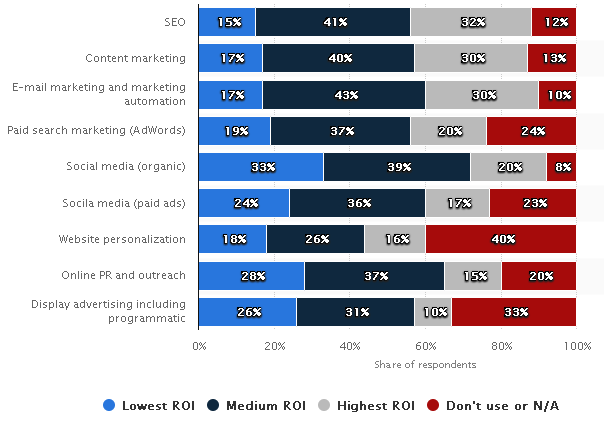 SEO 15% 41% 32% 12%
Content marketing 17% 40% 30% 13%
E-mail marketing and marketing
automation 17% 43% 30% 10%
Paid search marketing (AdWords) 19% 37% 20% 24%
Social media (organic) 33% 39% 20% 8%
Socila media (paid ads) 24% 36% 17% 23%
Website personalization 18% 26% 16% 40%
Online PR and outreach 28% 37% 15% 20%
Display advertising including
programmatic 26% 31% 10% 33%
0% 20% 40% 60% 80% 100%
Share of respondents
Lowest ROI Medium ROI Highest ROI Don't use or N/A